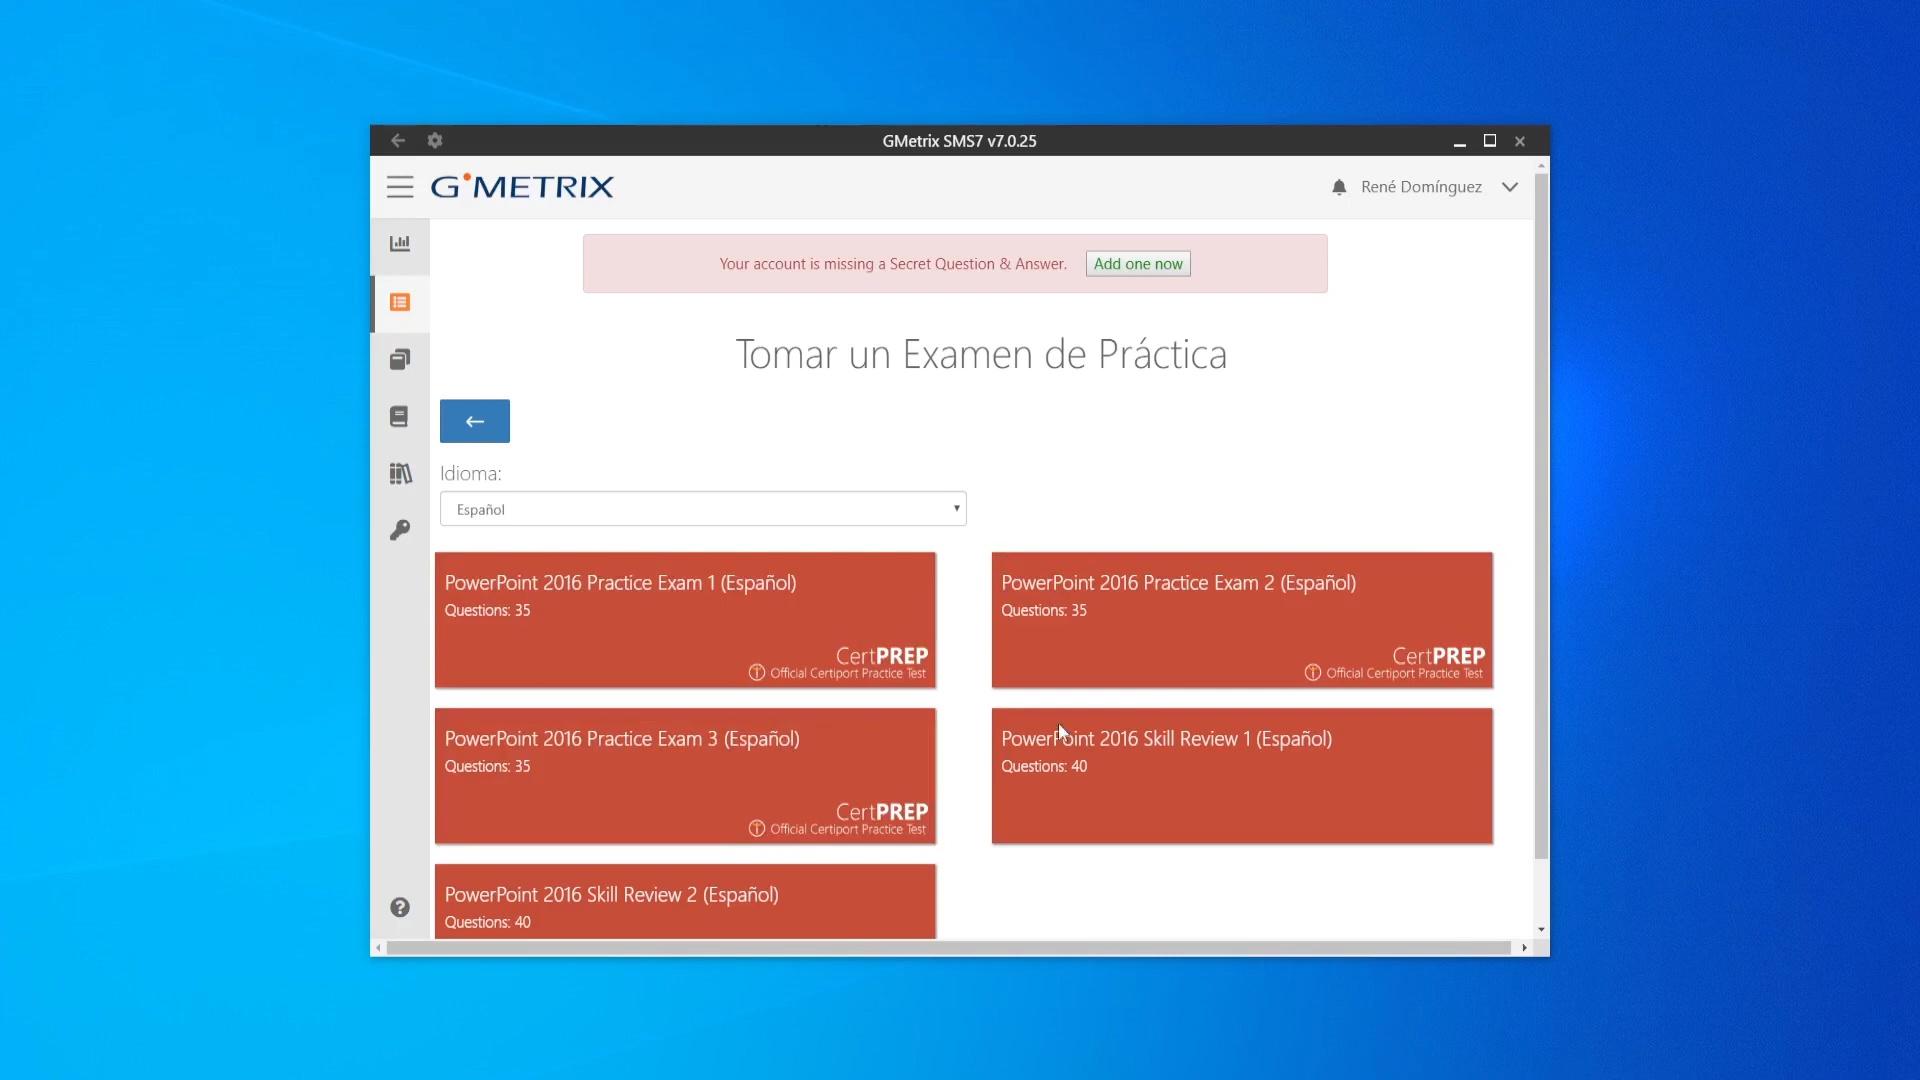 GMetrix SMS7 v7.0.25
G METRIX
René Domínguez
Your account is missing a Secret Question & Answer.
Add one now
Tomar un Examen de Práctica
Idioma:
Español
PowerPoint 2016 Practice Exam 1 (Español)
Questions: 35
CertPREP
Official Certiport Practice Test
PowerPoint 2016 Practice Exam 2 (Español)
Questions: 35
CertPREP
Official Certiport Practice Test
PowerPoint 2016 Practice Exam 3 (Español)
Questions: 35
CertPREP
Official Certiport Practice Test
PowerPoint 2016 Skill Review 1 (Español)
Questions: 40
PowerPoint 2016 Skill Review 2 (Español)
Questions: 40